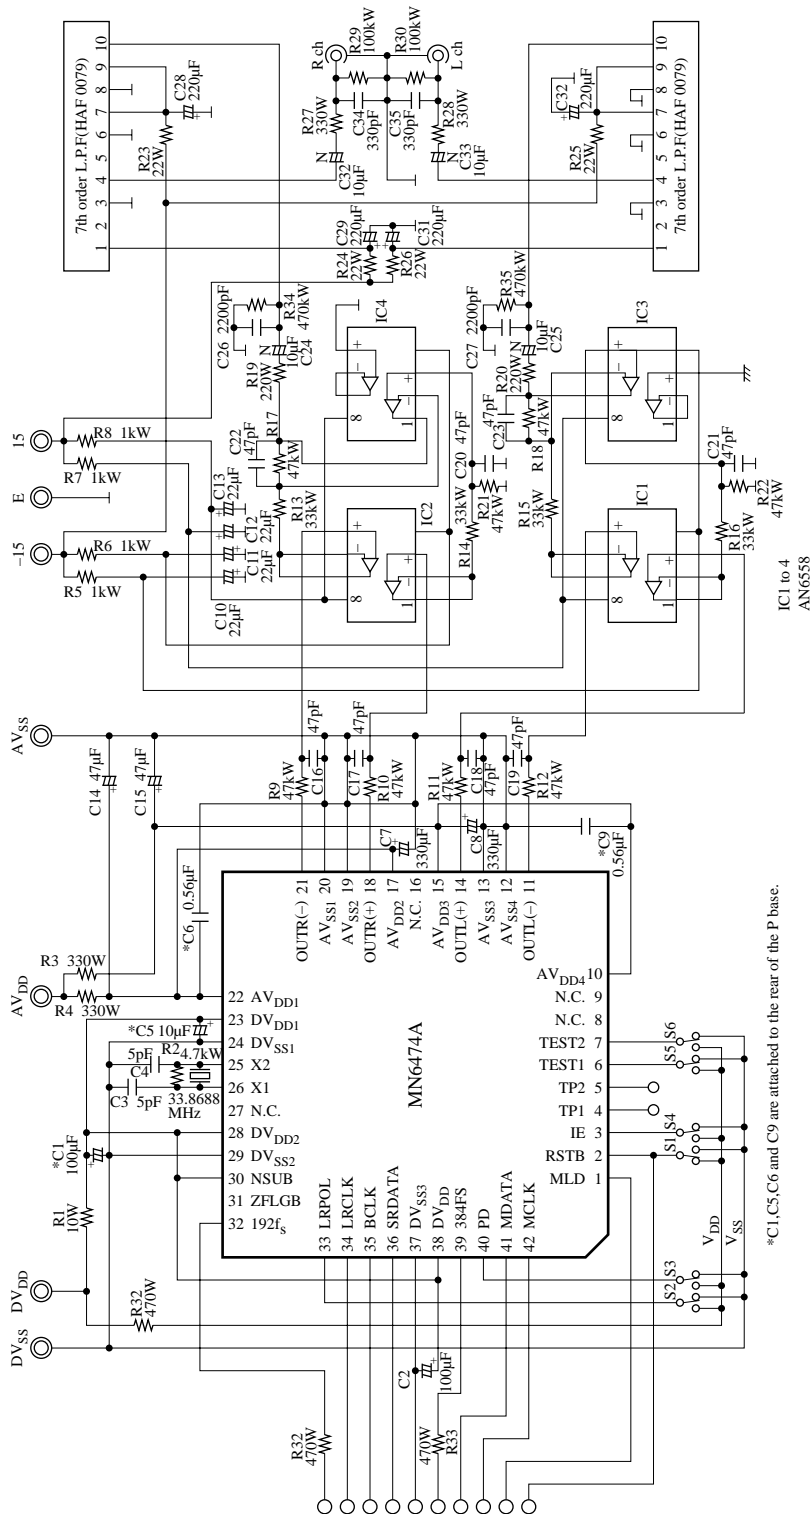 7th order L.P.F(HAF 0079)
1 2 3 4 5 6 7 8 9 10
R23
22W
C28
220µF
R27
330W
N
C32
10µF
R ch
R29
100kW
R30
100kW
L ch
C34
330pF
C35
330pF
R28
330W
N
C33
10µF
7th order L.P.F(HAF 0079)
1 2 3 4 5 6 7 8 9 10
C32
220µF
R25
22W
C29
220µF
R24
22W
R26
22W
C31
220µF
C26
2200pF
R34
470kW
R19
220W
N
10µF
C24
IC4
8
1
C27
2200pF
R35
470kW
R20
220W
N
10µF
C25
IC3
8
1
15
E
–15
R8 1kW
R7 1kW
R6 1kW
R5 1kW
C13
22µF
C12
22µF
C11
22µF
C10
22µF
C22
47pF
R17
47kW
R13
33kW
IC2
8
1
C20
47pF
R21
47kW
33kW
R14
47pF
C23
47kW
R18
R15
33kW
IC1
8
1
C21
47pF
R22
47kW
R16
33kW
IC1 to 4
AN6558
AVSS
AVDD
DVDD
DVSS
C14 47µF
C15 47µF
R3 330W
R4 330W
*C6 0.56µF
R9
47kW
C16
47pF
C17
47pF
R10
47kW
R11
47kW
C18
47pF
C19
47pF
R12
47kW
C7
330µF
C8
330µF
*C9
0.56µF
OUTR(–) 21
AVSS1 20
AVSS2 19
OUTR(+) 18
AVDD2 17
N.C. 16
AVDD3 15
OUTL(+) 14
AVSS3 13
AVSS4 12
OUTL(–) 11
MN6474A
22 AVDD1
23 DVDD1
24 DVSS1
25 X2
26 X1
27 N.C.
28 DVDD2
29 DVSS2
30 NSUB
31 ZFLGB
32 192fs
AVDD4 10
N.C. 9
N.C. 8
TEST2 7
TEST1 6
TP2 5
TP1 4
IE 3
RSTB 2
MLD 1
33 LRPOL
34 LRCLK
35 BCLK
36 SRDATA
37 DVSS3
38 DVDD
39 384FS
40 PD
41 MDATA
42 MCLK
*C5 10µF
R2
4.7kW
5pF
C4
C3 5pF
33.8688
MHz
*C1
100µF
R1
10W
R32
470W
R32
470W
C2
100µF
470W
R33
S5 S6
S1 S4
S2 S3
VDD
VSS
*C1,C5,C6 and C9 are attached to the rear of the P base.